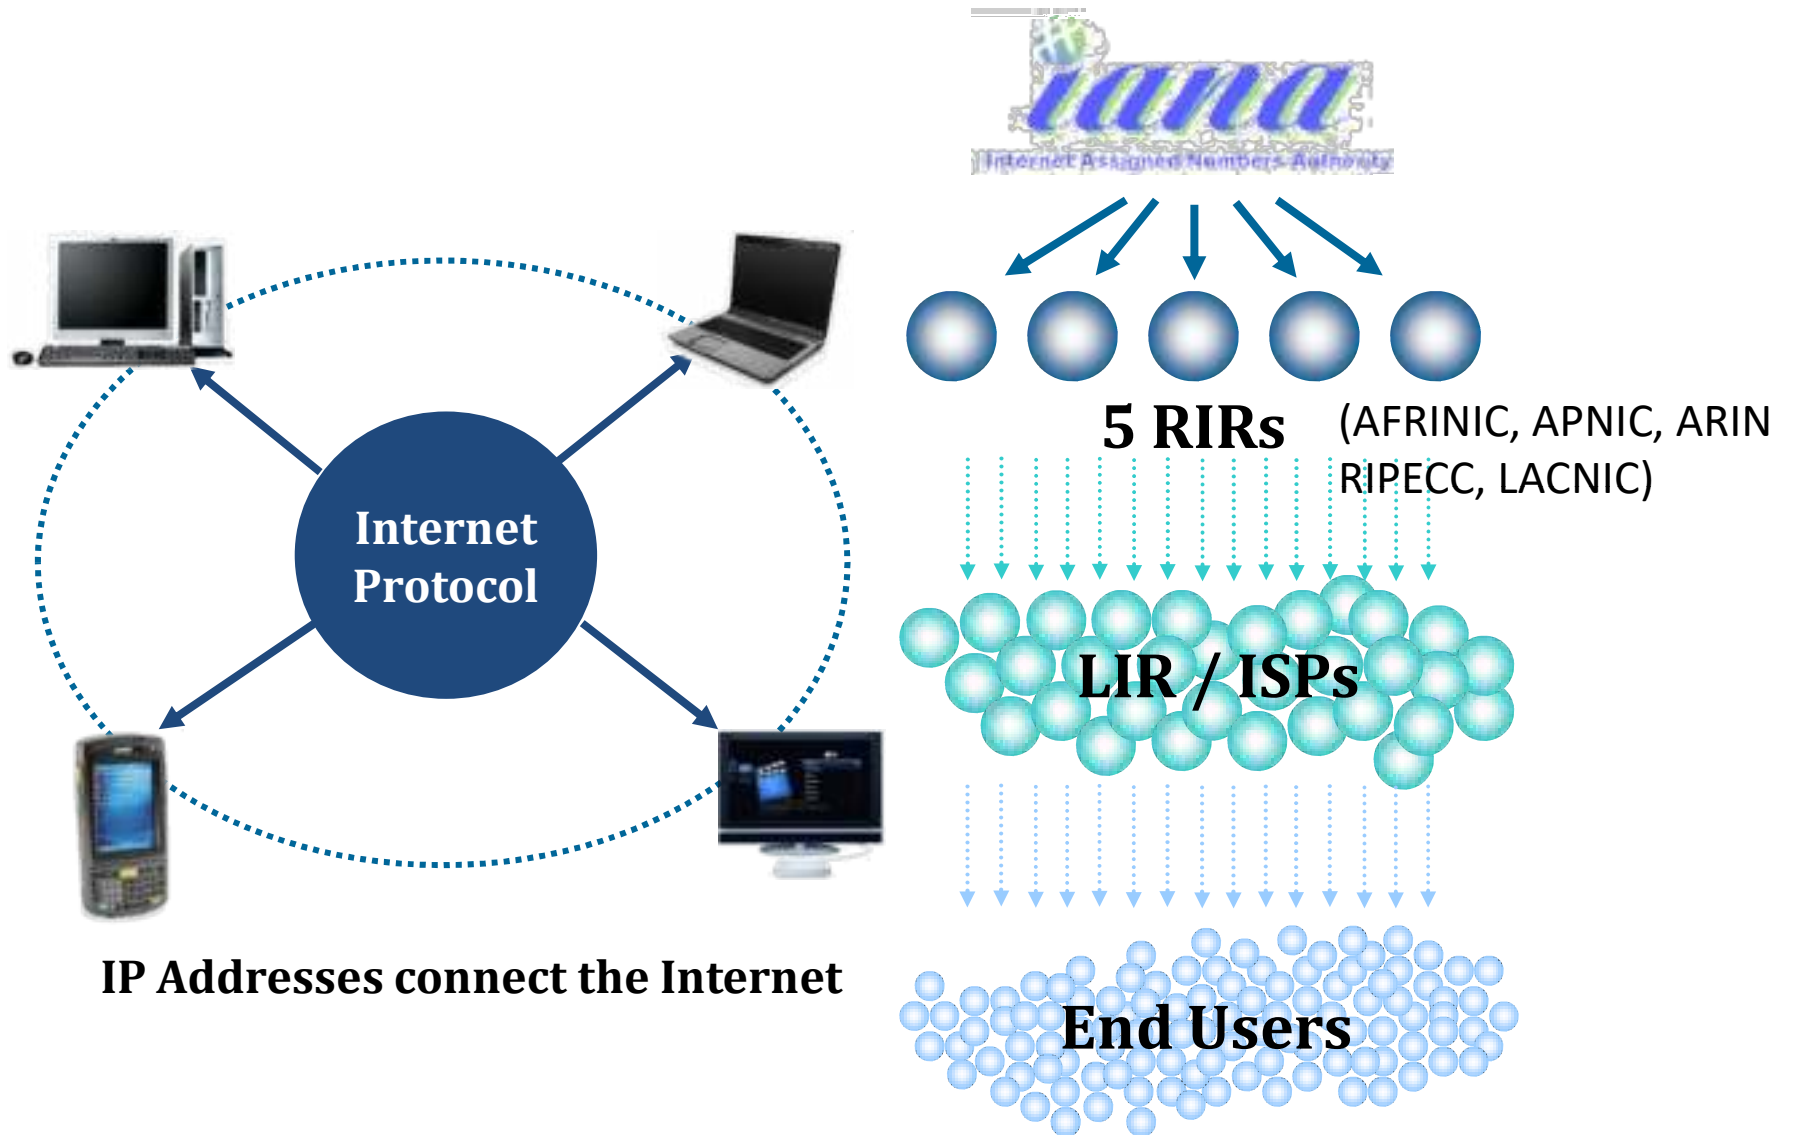 iana
Internet Assigned Numbers Authority
5 RIRs
(AFRINIC, APNIC, ARIN
RIPECC, LACNIC)
Internet
Protocol
LIR / ISPs
IP Addresses connect the Internet
End Users